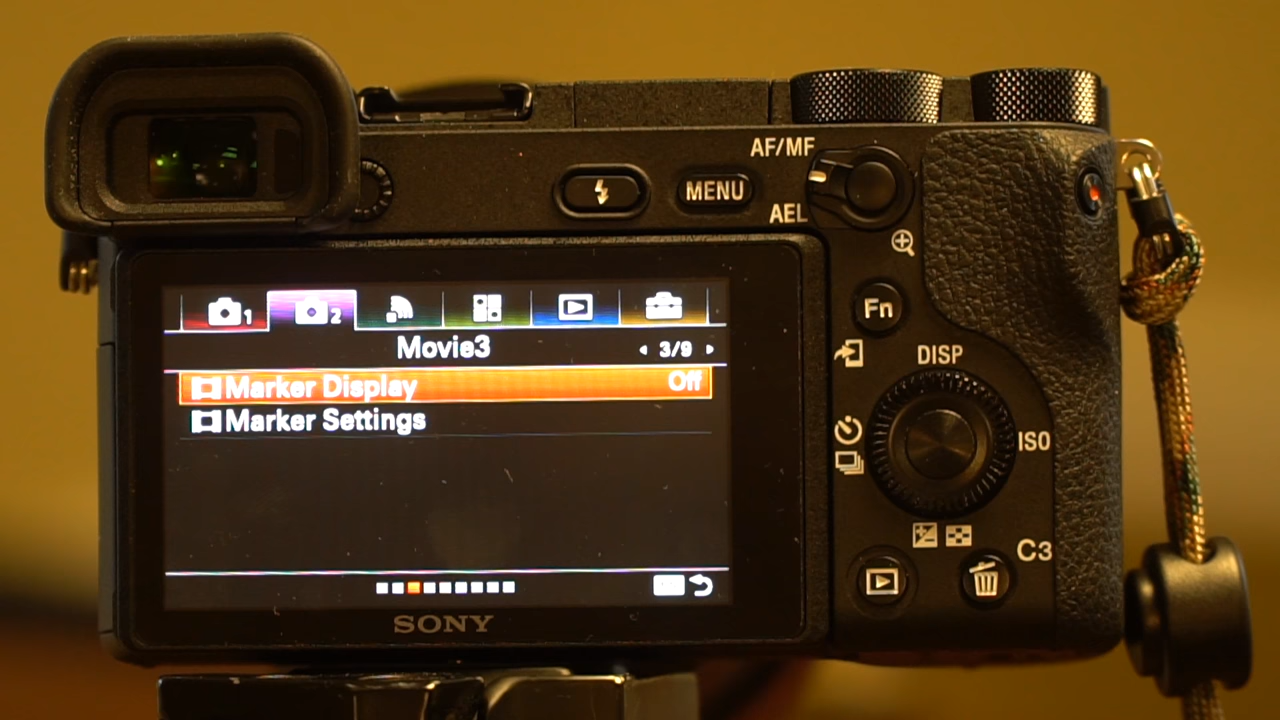 AF/MF
MENU
AEL
1
2
Movie3
3/9
Marker Display Off
Marker Settings
Fn
DISP
ISO
C3
SONY